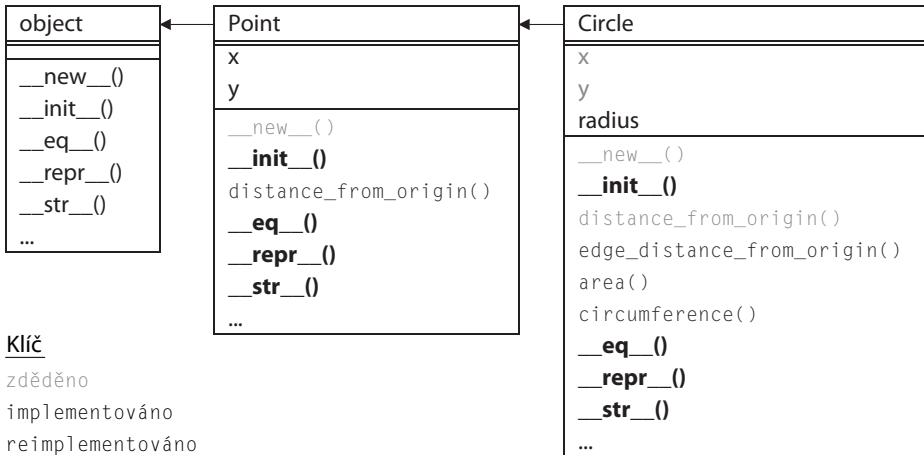 object
__new__()
__init__()
__eq__()
__repr__()
__str__()
...
Point
x
y
__new__()
__init__()
distance_from_origin()
__eq__()
__repr__()
__str__()
...
Circle
x
y
radius
__new__()
__init__()
distance_from_origin()
edge_distance_from_origin()
area()
circumference()
__eq__()
__repr__()
__str__()
...
Klíč
zděděno
implementováno
reimplementováno